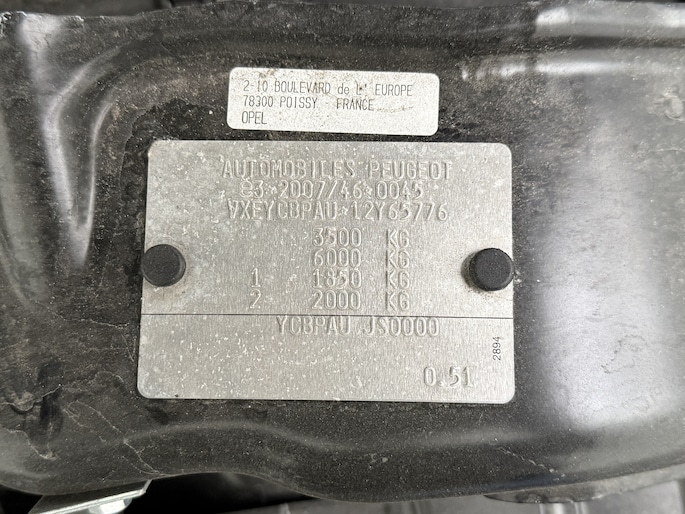 2-10 BOULEVARD de L' EUROPE
78300 POISSY - FRANCE
OPEL
AUTOMOBILES PEUGEOT
e3*2007/46*0045
VXEYCBPAU*12Y65776
3500 KG
6000 KG
1 1850 KG
2 2000 KG
YCBPAU JS0000
2894
0.51